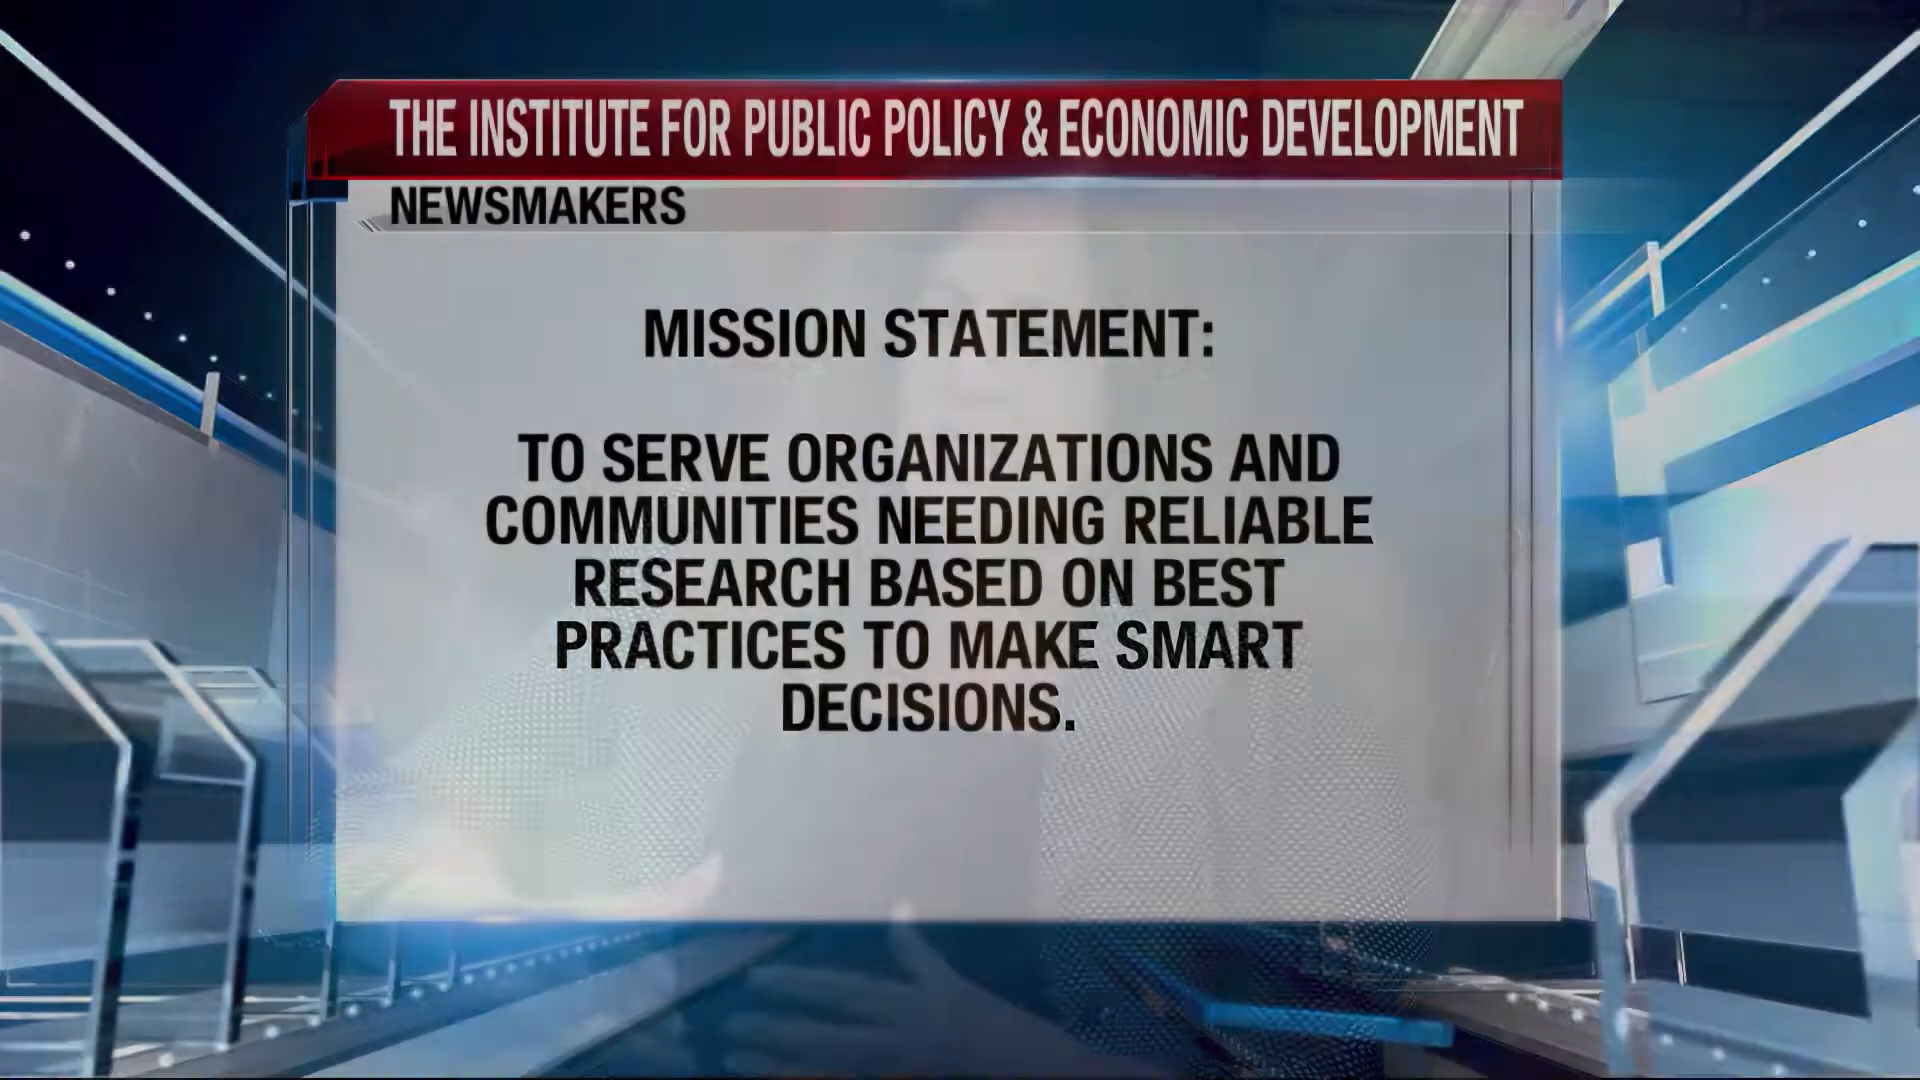 THE INSTITUTE FOR PUBLIC POLICY & ECONOMIC DEVELOPMENT
NEWSMAKERS
MISSION STATEMENT:
TO SERVE ORGANIZATIONS AND
COMMUNITIES NEEDING RELIABLE
RESEARCH BASED ON BEST
PRACTICES TO MAKE SMART
DECISIONS.